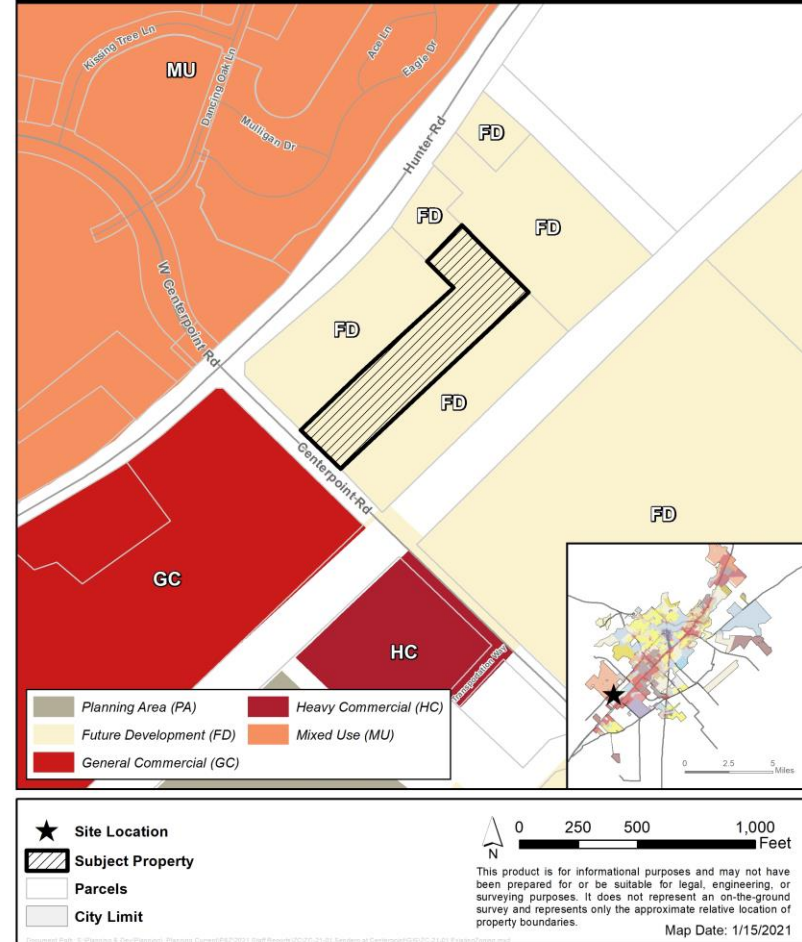 Kissing Tree Ln
MU
Dancing Oak Ln
Ace Ln
Eagle Dr
Mulligan Dr
Hunter Rd
FD
FD
FD
W Centerpoint Rd
FD
FD
Centerpoint Rd
FD
GC
HC
Transportation Way
Planning Area (PA)
Heavy Commercial (HC)
Future Development (FD)
Mixed Use (MU)
General Commercial (GC)
0 2.5 5
Miles
Site Location
Subject Property
Parcels
City Limit
N
0 250 500 1,000
Feet
This product is for informational purposes and may not have
been prepared for or be suitable for legal, engineering, or
surveying purposes. It does not represent an on-the-ground
survey and represents only the approximate relative location of
property boundaries.
Map Date: 1/15/2021